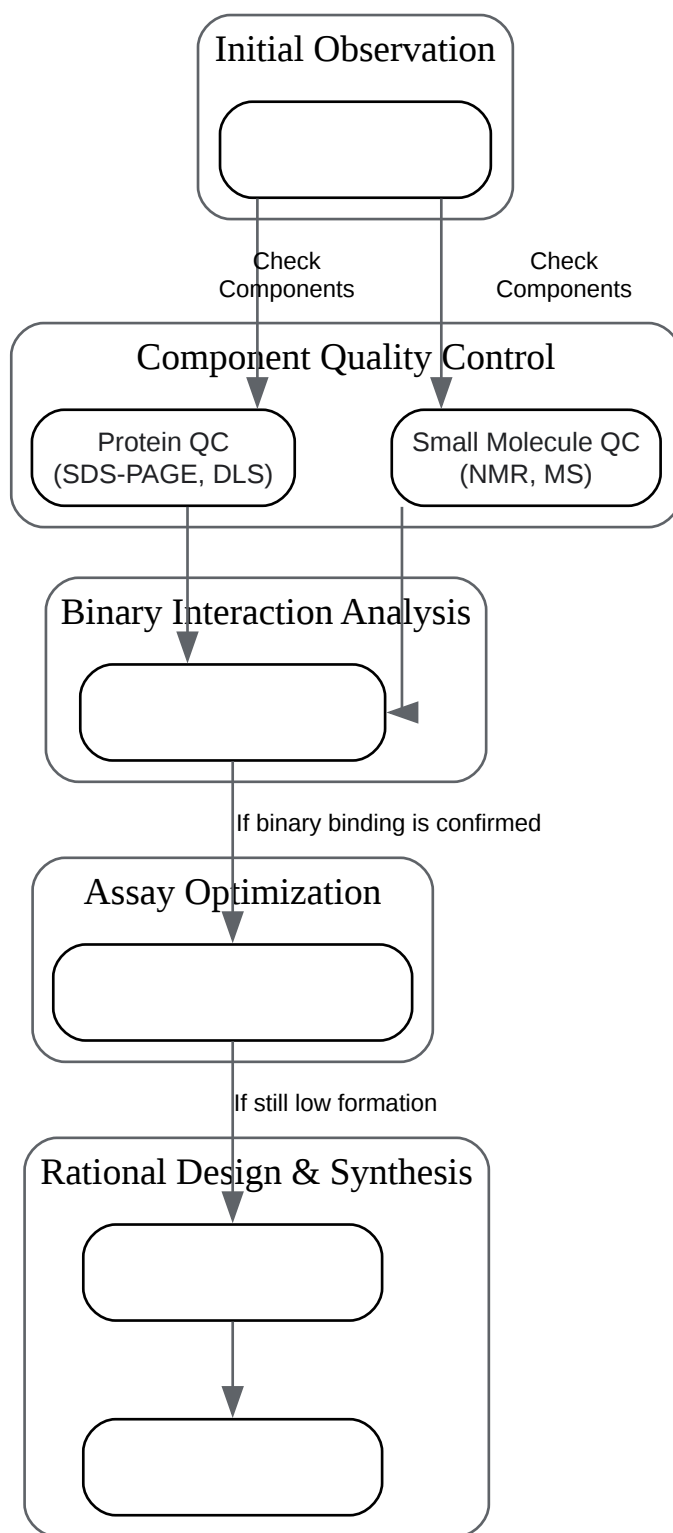 Initial Observation
Check
Components
Check
Components
Component Quality Control
Protein QC
(SDS-PAGE, DLS)
Small Molecule QC
(NMR, MS)
Binary Interaction Analysis
If binary binding is confirmed
Assay Optimization
If still low formation
Rational Design & Synthesis